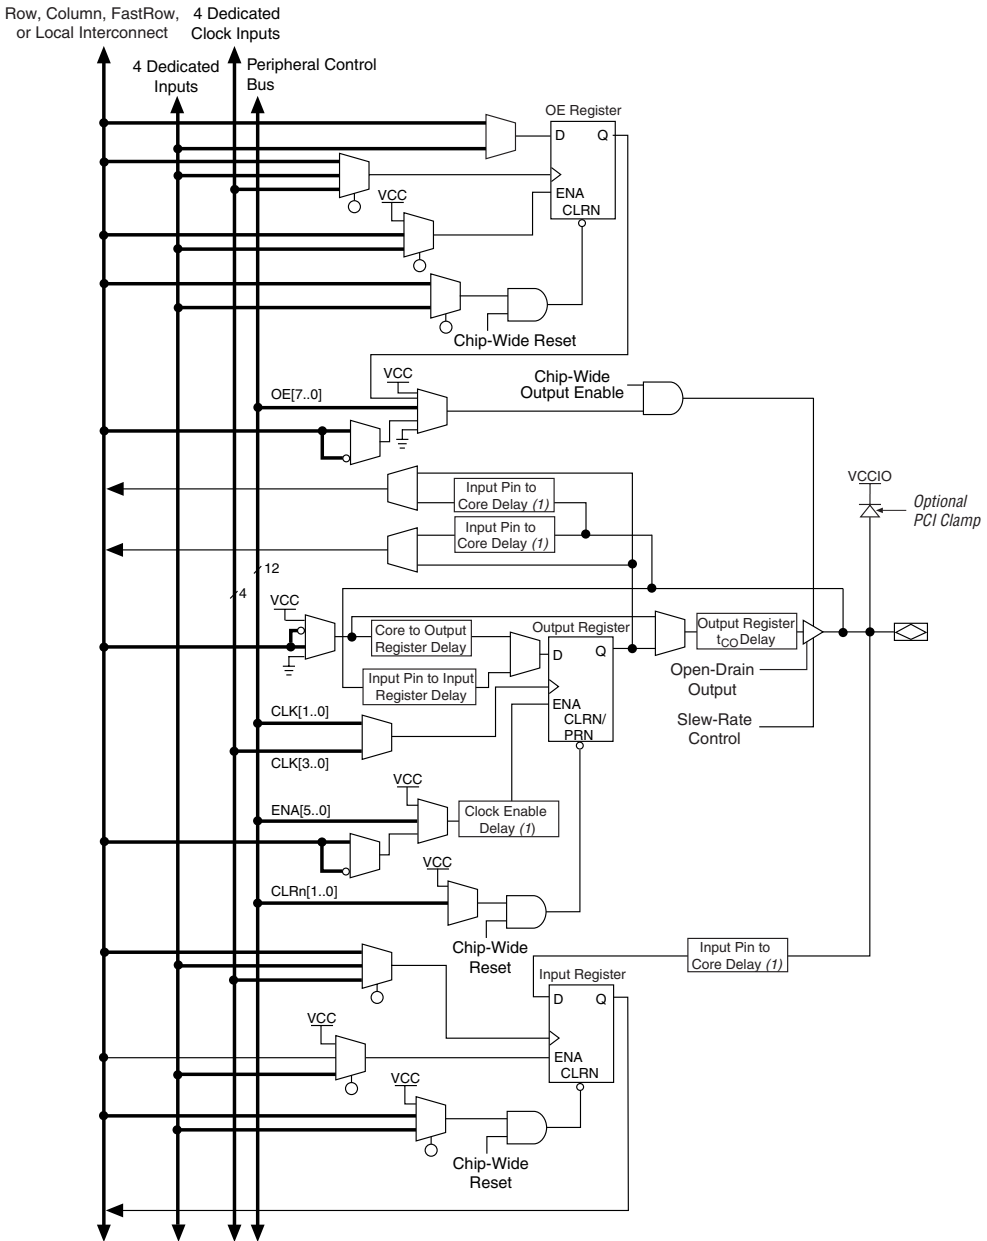 Row, Column, FastRow,
or Local Interconnect
4 Dedicated
Clock Inputs
4 Dedicated
Inputs
Peripheral Control
Bus
OE Register
D
Q
ENA
CLRN
VCC
Chip-Wide Reset
VCC
OE[7..0]
Chip-Wide
Output Enable
Input Pin to
Core Delay (1)
Input Pin to
Core Delay (1)
VCCIO
Optional
PCI Clamp
12
4
VCC
Core to Output
Register Delay
Input Pin to Input
Register Delay
Output Register
D
Q
ENA
CLRN/
PRN
Output Register
tCO Delay
Open-Drain
Output
Slew-Rate
Control
CLK[1..0]
CLK[3..0]
VCC
ENA[5..0]
Clock Enable
Delay (1)
VCC
CLRn[1..0]
Chip-Wide
Reset
Input Pin to
Core Delay (1)
Input Register
D
Q
ENA
CLRN
VCC
VCC
Chip-Wide
Reset